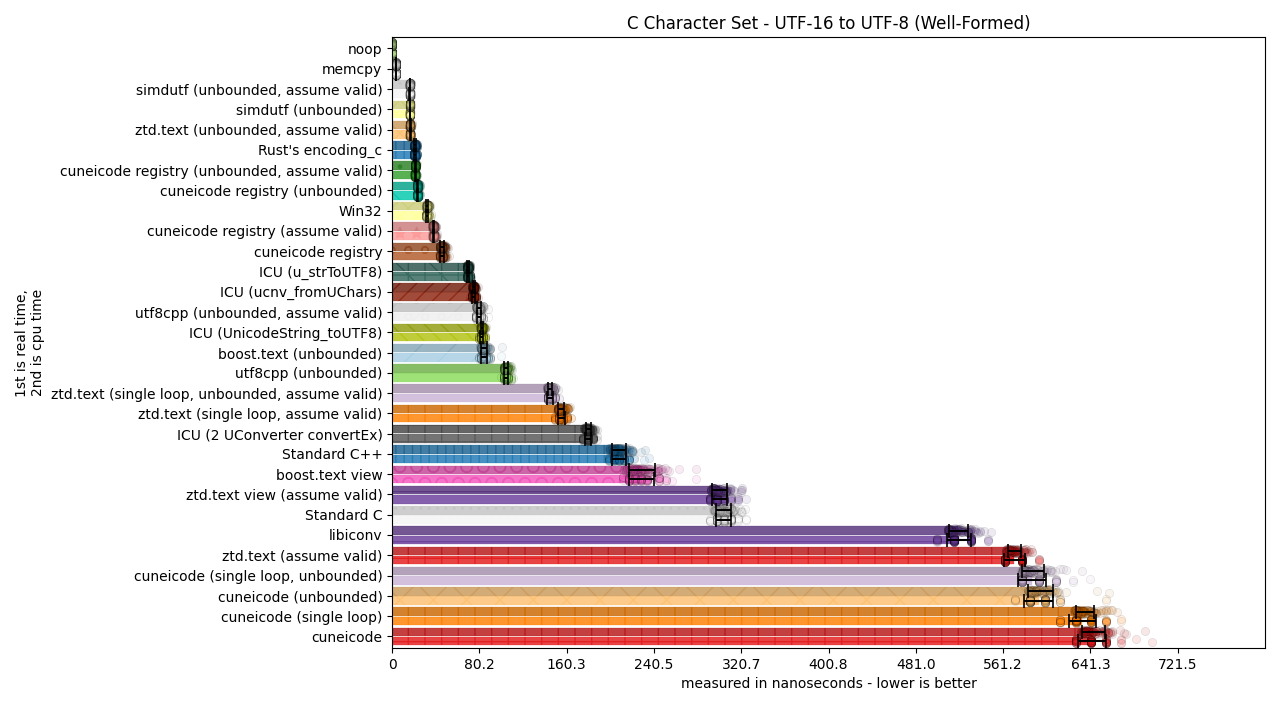 C Character Set - UTF-16 to UTF-8 (Well-Formed)
1st is real time,
2nd is cpu time
noop
memcpy
simdutf (unbounded, assume valid)
simdutf (unbounded)
ztd.text (unbounded, assume valid)
Rust's encoding_c
cuneicode registry (unbounded, assume valid)
cuneicode registry (unbounded)
Win32
cuneicode registry (assume valid)
cuneicode registry
ICU (u_strToUTF8)
ICU (ucnv_fromUChars)
utf8cpp (unbounded, assume valid)
ICU (UnicodeString_toUTF8)
boost.text (unbounded)
utf8cpp (unbounded)
ztd.text (single loop, unbounded, assume valid)
ztd.text (single loop, assume valid)
ICU (2 UConverter convertEx)
Standard C++
boost.text view
ztd.text view (assume valid)
Standard C
libiconv
ztd.text (assume valid)
cuneicode (single loop, unbounded)
cuneicode (unbounded)
cuneicode (single loop)
cuneicode
0 80.2 160.3 240.5 320.7 400.8 481.0 561.2 641.3 721.5
measured in nanoseconds - lower is better